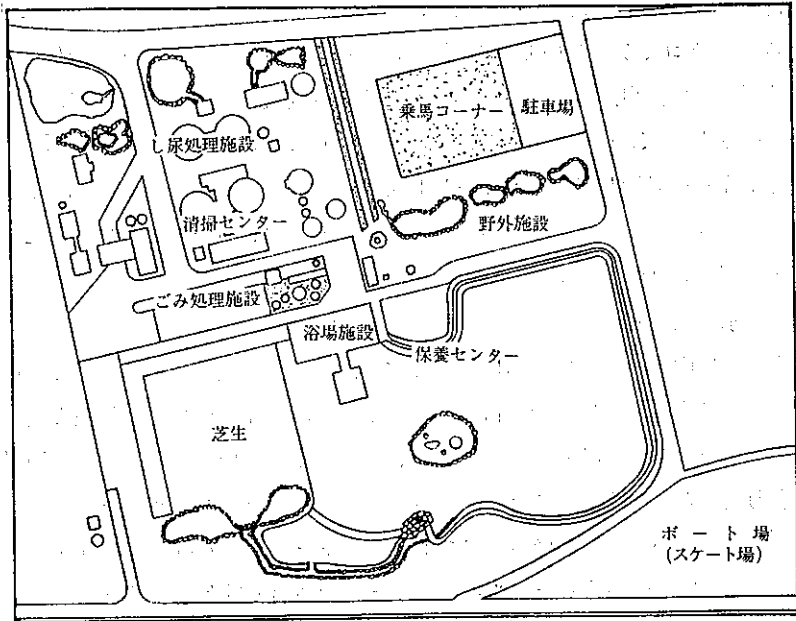 乗馬コーナー
駐車場
し尿処理施設
清掃センター
野外施設
ごみ処理施設
浴場施設
保養センター
芝生
ボート場
(スケート場)